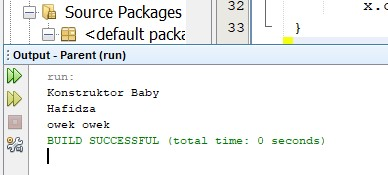 Source Packages
<default packa
32
33
}
Output - Parent (run)
run:
Konstruktor Baby
Hafidza
owek owek
BUILD SUCCESSFUL (total time: 0 seconds)